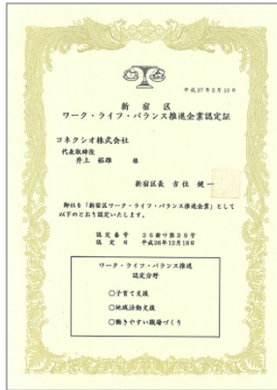 平成27年2月13日
新宿区
ワーク・ライフ・バランス推進企業認定証
コネクシオ株式会社
代表取締役
井上 裕雄 様
新宿区長 吉住 健一
御社を「新宿区ワーク・ライフ・バランス推進企業」として
以下のとおり認定いたします。
認定番号 26新ワ第39号
認定日 平成26年12月18日
ワーク・ライフ・バランス推進
認定分野
○子育て支援
○地域活動支援
○働きやすい職場づくり